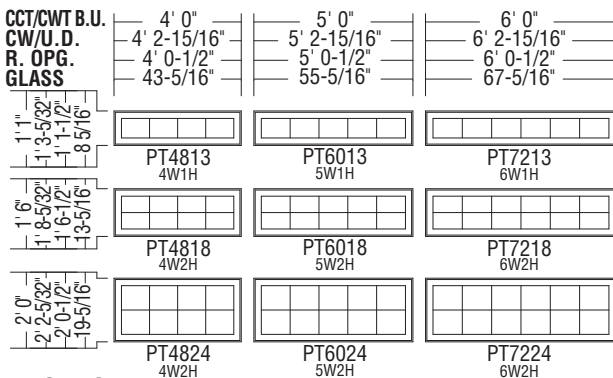 CCT/CWT B.U. 4' 0" 5' 0" 6' 0"
CW/U.D. 4' 2-15/16" 5' 2-15/16" 6' 2-15/16"
R. OPG. 4' 0-1/2" 5' 0-1/2" 6' 0-1/2"
GLASS 43-5/16" 55-5/16" 67-5/16"
1' 1"
1' 3-5/32"
1' 1-1/2"
8 5/16"
PT4813 PT6013 PT7213
4W1H 5W1H 6W1H
1' 6"
1' 8-5/32"
1' 6-1/2"
13-5/16"
PT4818 PT6018 PT7218
4W2H 5W2H 6W2H
2' 0"
2' 2-5/32"
2' 0-1/2"
19-5/16"
PT4824 PT6024 PT7224
4W2H 5W2H 6W2H